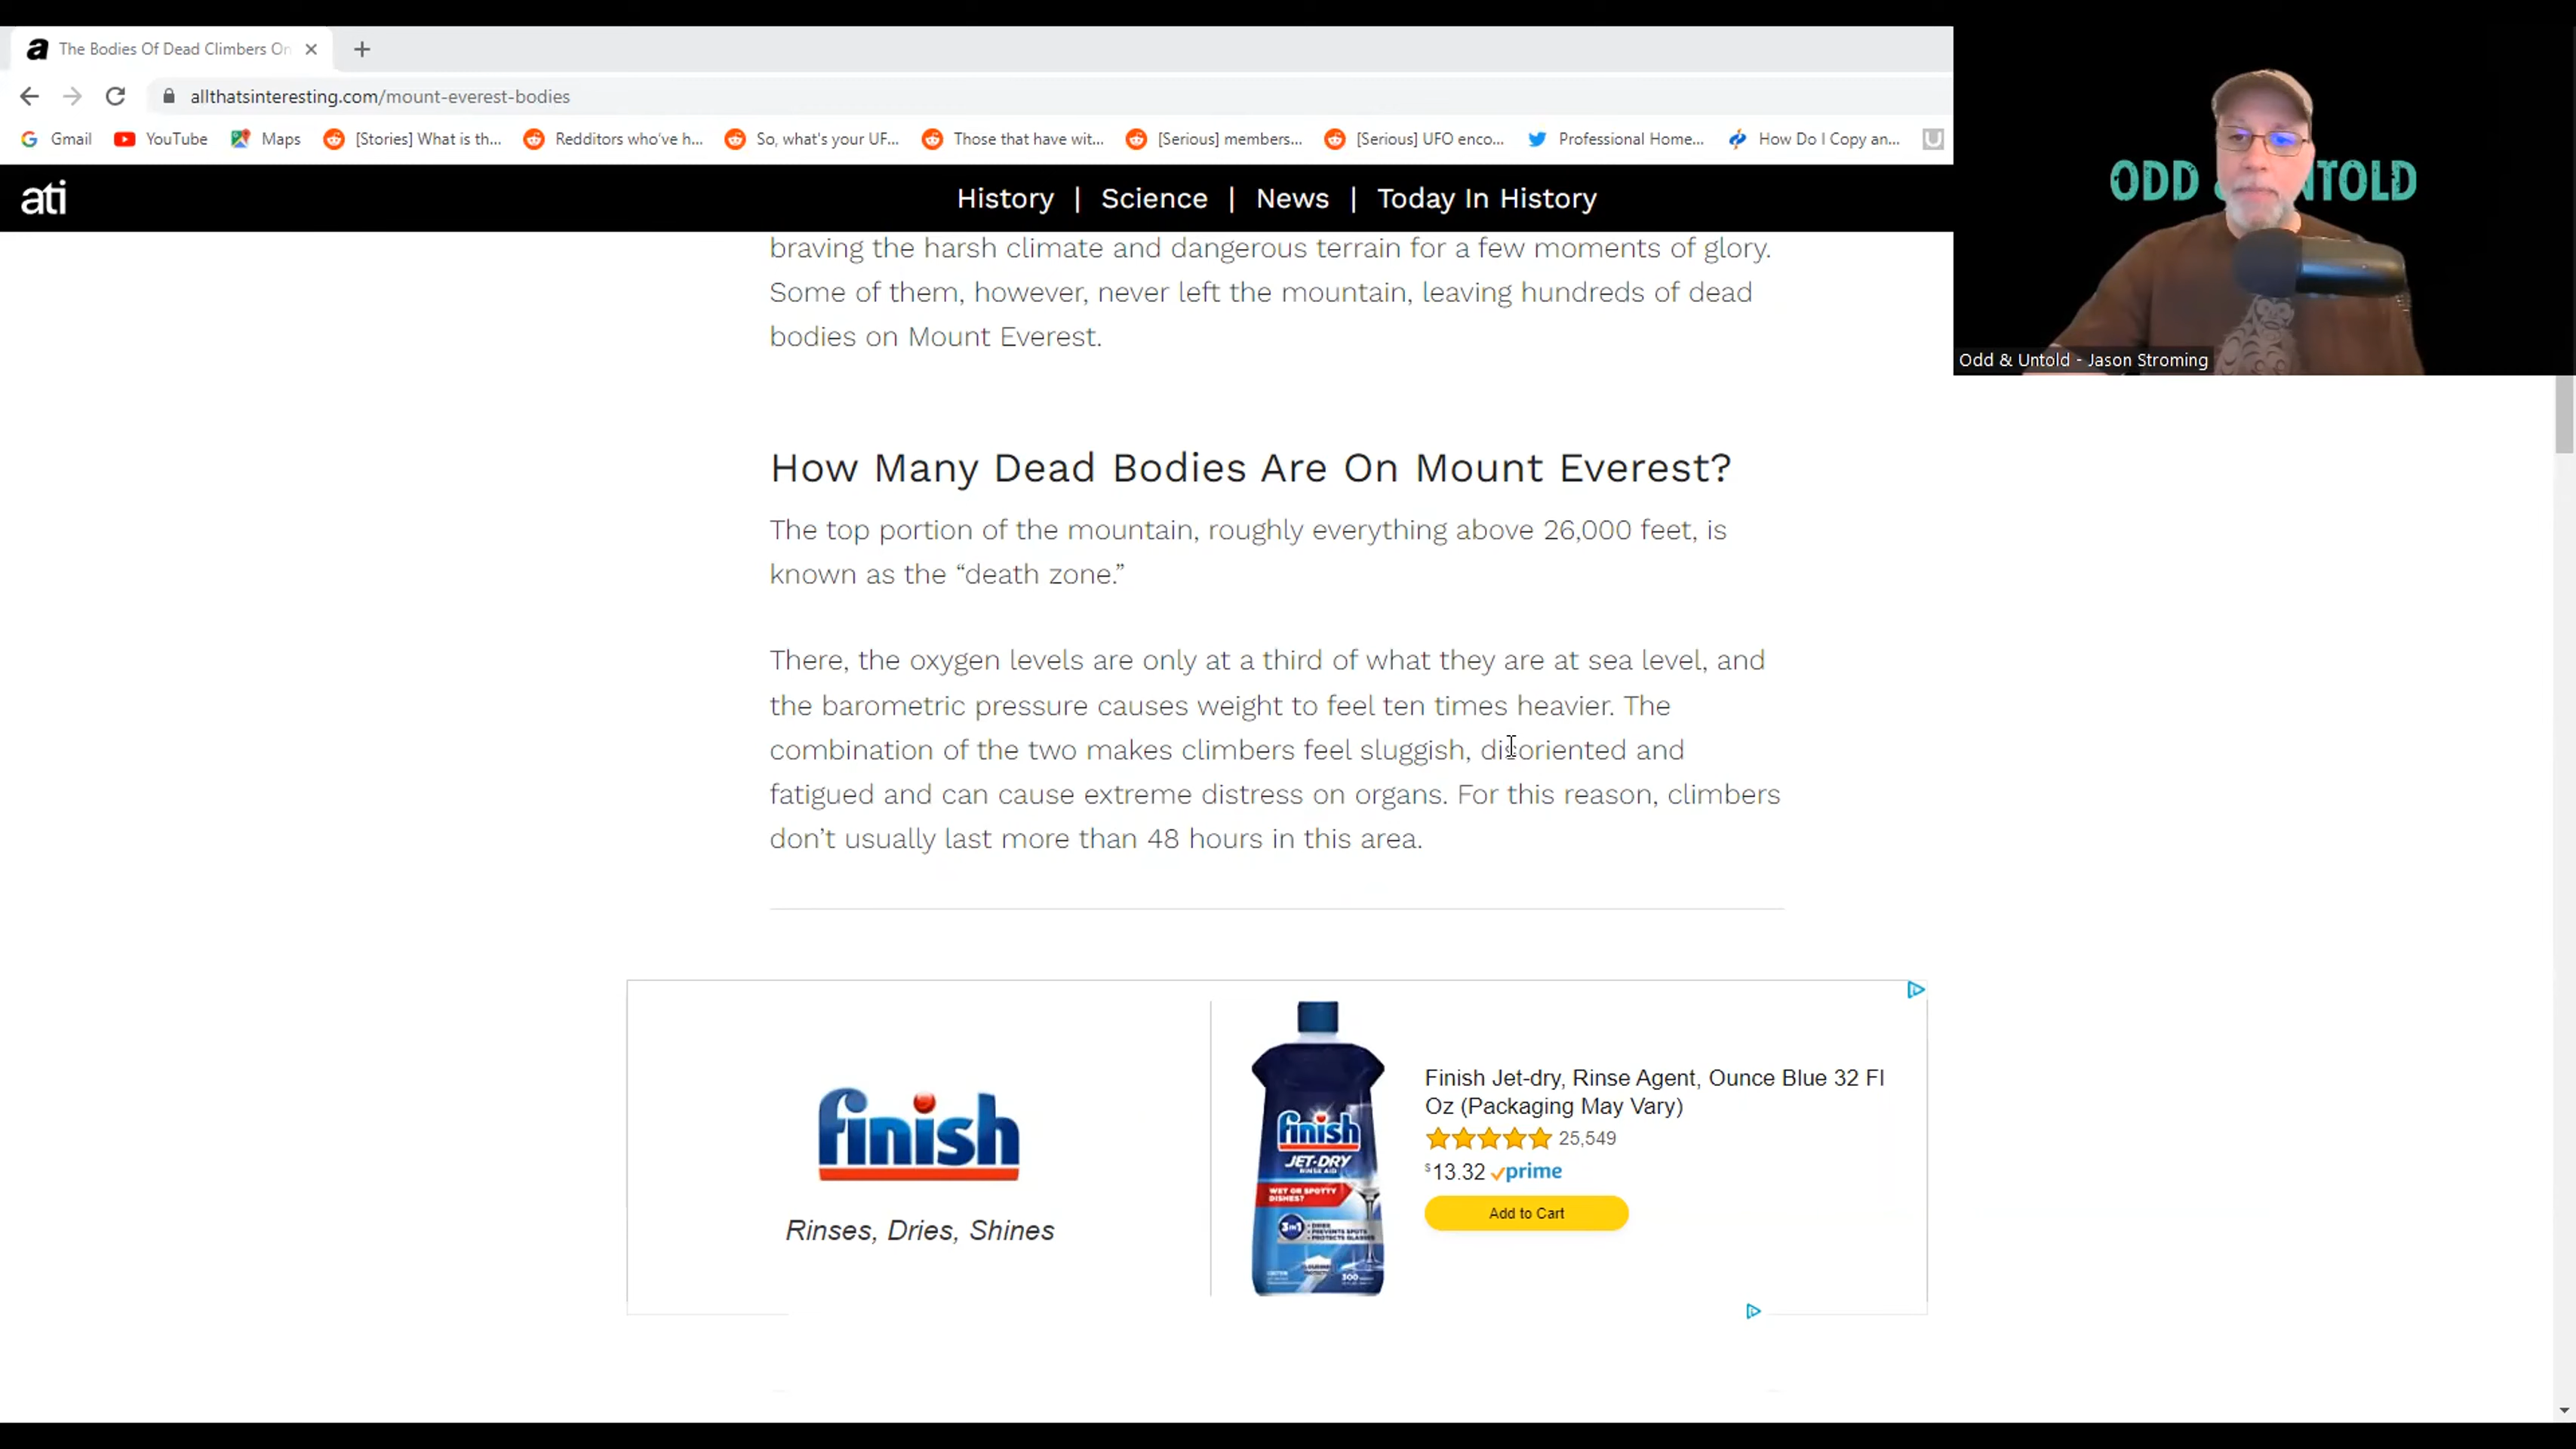 The Bodies Of Dead Climbers On
allthatsinteresting.com/mount-everest-bodies
Gmail YouTube Maps [Stories] What is th... Redditors who've h... So, what's your UF... Those that have wit... [Serious] members... [Serious] UFO enco... Professional Home... How Do I Copy an...
ati History | Science | News | Today In History
ODD & NTOLD
Odd & Untold - Jason Stroming
braving the harsh climate and dangerous terrain for a few moments of glory.
Some of them, however, never left the mountain, leaving hundreds of dead
bodies on Mount Everest.
How Many Dead Bodies Are On Mount Everest?
The top portion of the mountain, roughly everything above 26,000 feet, is
known as the “death zone.”
There, the oxygen levels are only at a third of what they are at sea level, and
the barometric pressure causes weight to feel ten times heavier. The
combination of the two makes climbers feel sluggish, disoriented and
fatigued and can cause extreme distress on organs. For this reason, climbers
don’t usually last more than 48 hours in this area.
finish
Rinses, Dries, Shines
finish
JET-DRY
RINSE AID
WET OR SPOTTY
DISHES?
3IN1
300
Finish Jet-dry, Rinse Agent, Ounce Blue 32 Fl
Oz (Packaging May Vary)
25,549
$13.32 prime
Add to Cart